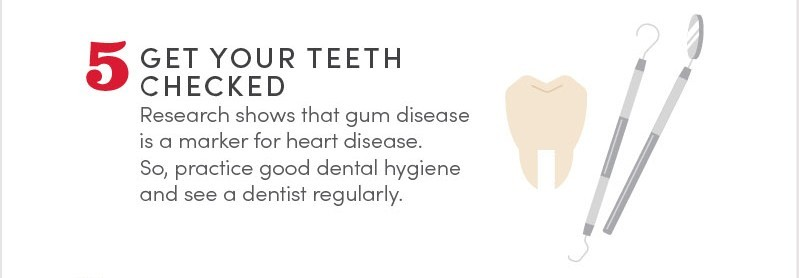 5 GET YOUR TEETH
CHECKED
Research shows that gum disease
is a marker for heart disease.
So, practice good dental hygiene
and see a dentist regularly.